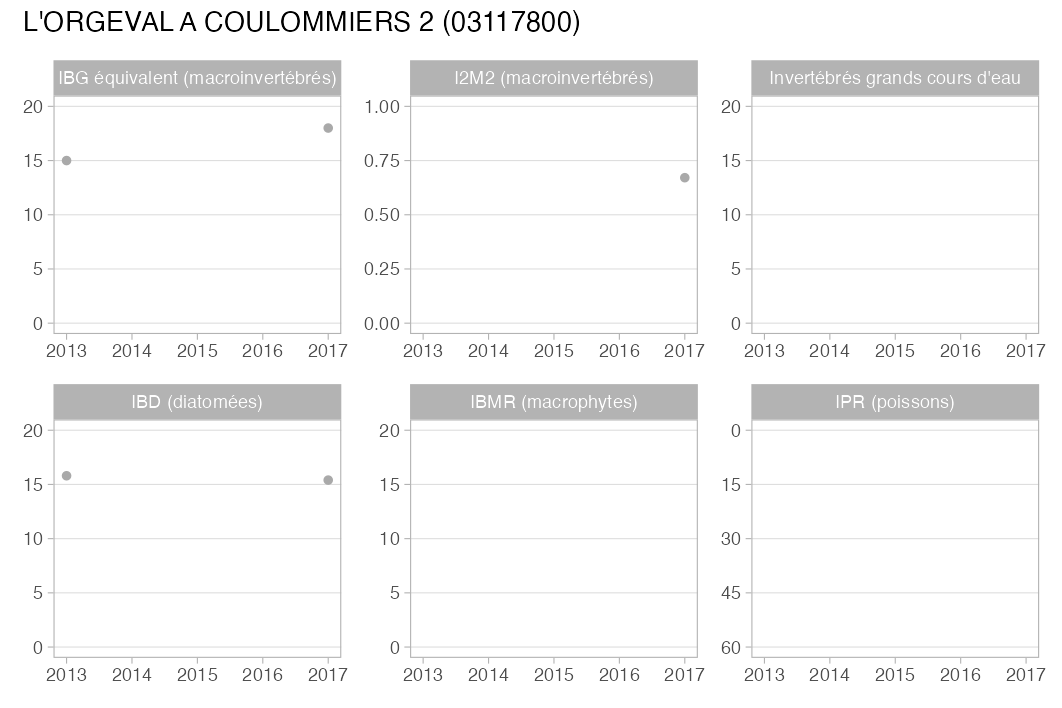 L'ORGEVAL A COULOMMIERS 2 (03117800)
IBG équivalent (macroinvertébrés)
20
15
10
5
0
2013 2014 2015 2016 2017
I2M2 (macroinvertébrés)
1.00
0.75
0.50
0.25
0.00
2013 2014 2015 2016 2017
Invertébrés grands cours d'eau
20
15
10
5
0
2013 2014 2015 2016 2017
IBD (diatomées)
20
15
10
5
0
2013 2014 2015 2016 2017
IBMR (macrophytes)
20
15
10
5
0
2013 2014 2015 2016 2017
IPR (poissons)
0
15
30
45
60
2013 2014 2015 2016 2017